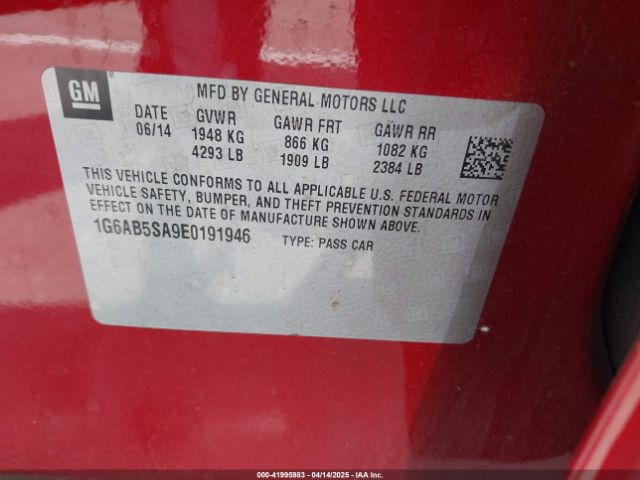 GM
MFD BY GENERAL MOTORS LLC
DATE GVWR GAWR FRT GAWR RR
06/14 1948 KG 866 KG 1082 KG
4293 LB 1909 LB 2384 LB
THIS VEHICLE CONFORMS TO ALL APPLICABLE U.S. FEDERAL MOTOR
VEHICLE SAFETY, BUMPER, AND THEFT PREVENTION STANDARDS IN
EFFECT ON THE DATE OF MANUFACTURE SHOWN ABOVE.
1G6AB5SA9E0191946 TYPE: PASS CAR
000-41995983 - 04/14/2025 - IAA Inc.